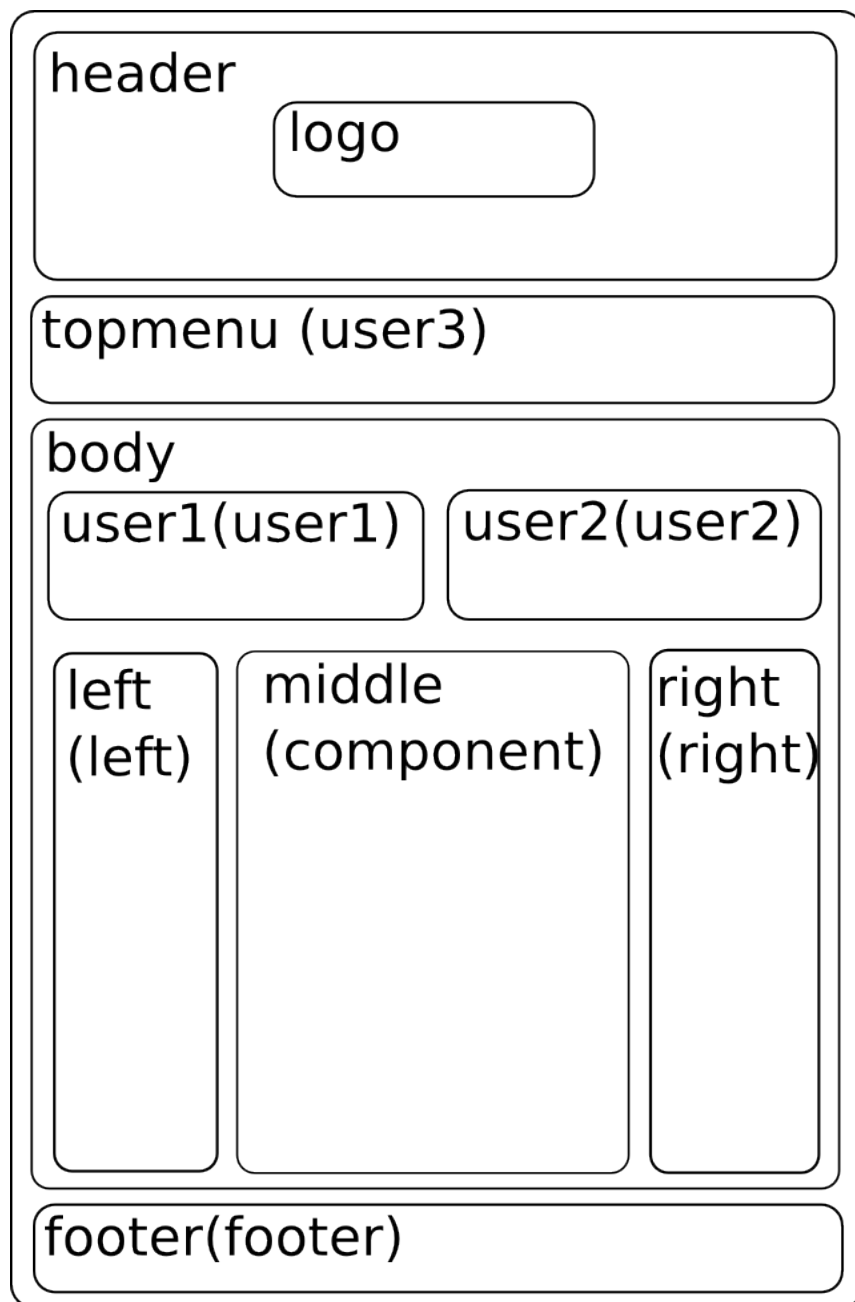 header
logo
topmenu (user3)
body
user1(user1)
user2(user2)
left
(left)
middle
(component)
right
(right)
footer(footer)